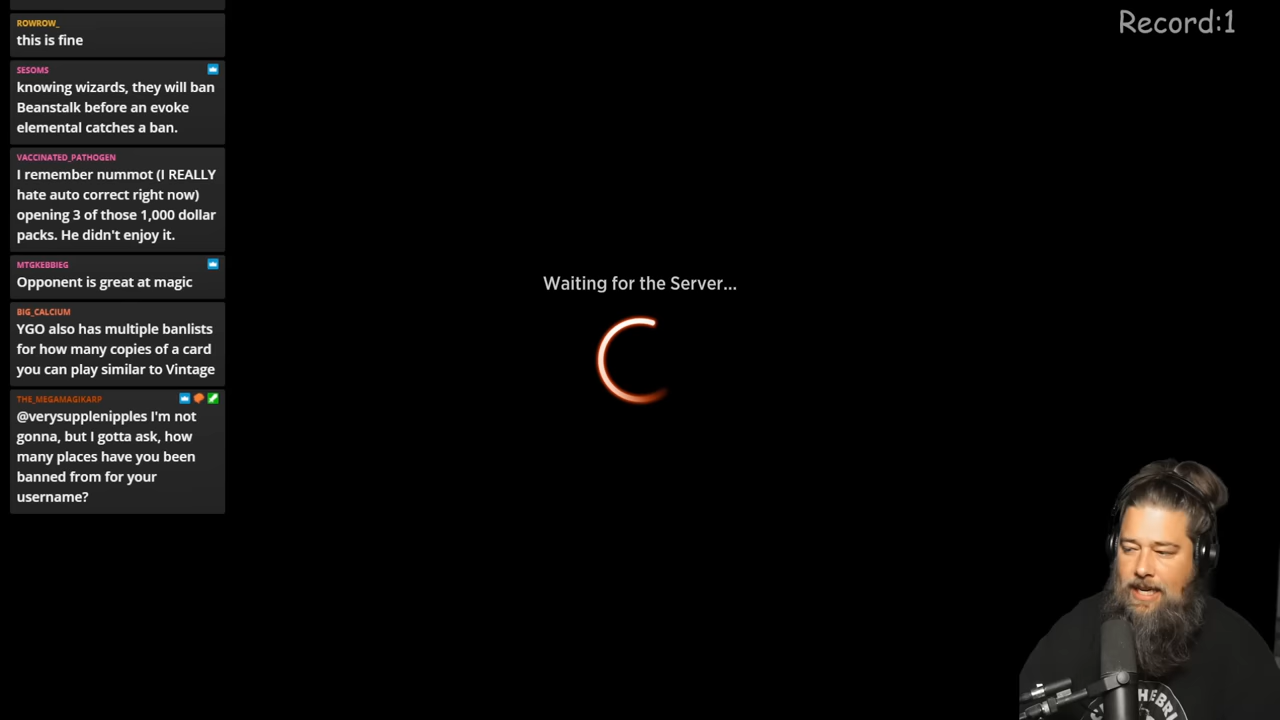 ROWROW_
this is fine
SESOMS
knowing wizards, they will ban
Beanstalk before an evoke
elemental catches a ban.
VACCINATED_PATHOGEN
I remember nummot (I REALLY
hate auto correct right now)
opening 3 of those 1,000 dollar
packs. He didn't enjoy it.
MTGKEBBIEG
Opponent is great at magic
BIG_CALCIUM
YGO also has multiple banlists
for how many copies of a card
you can play similar to Vintage
THE_MEGAMAGIKARP
@verysupplenipples I'm not
gonna, but I gotta ask, how
many places have you been
banned from for your
username?
Waiting for the Server...
Record:1